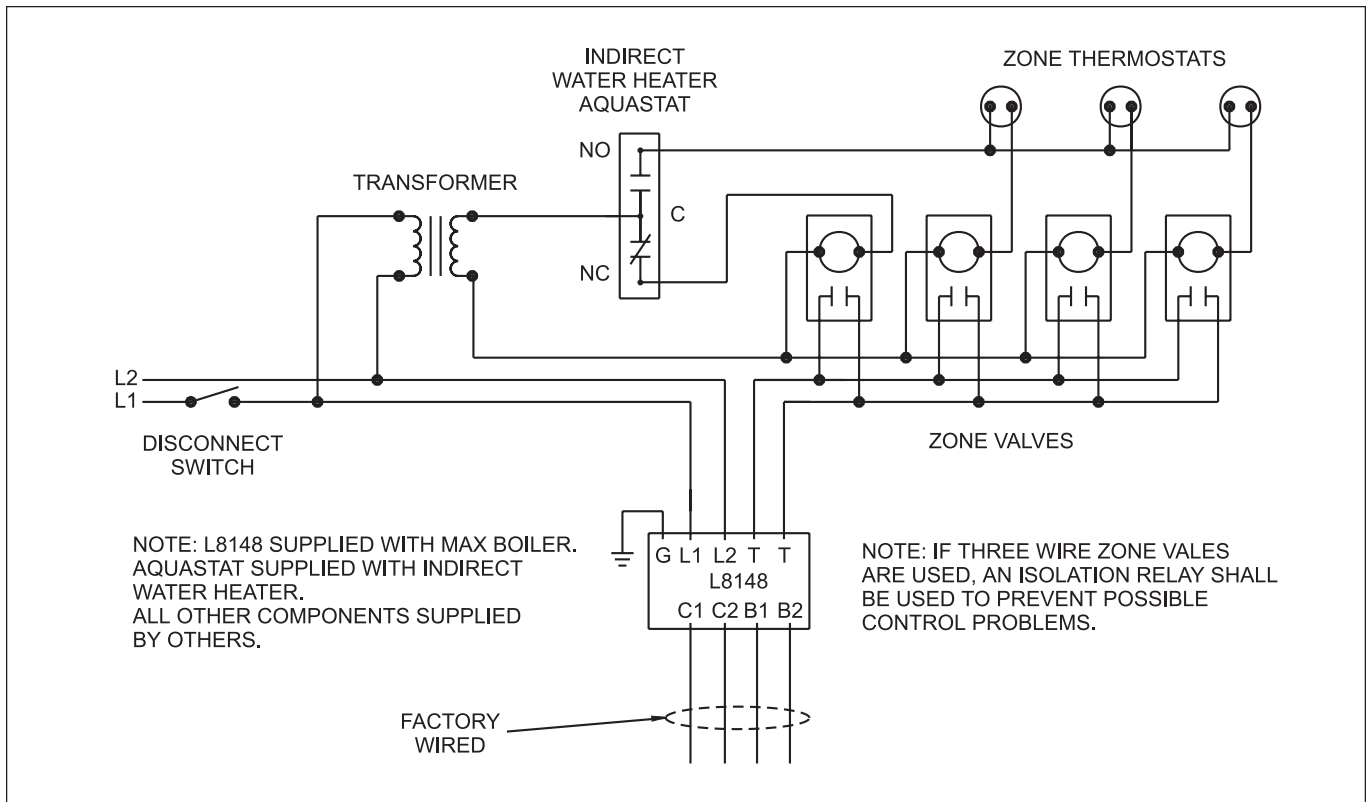 INDIRECT
WATER HEATER
AQUASTAT
ZONE THERMOSTATS
NO
TRANSFORMER
C
NC
L2
L1
DISCONNECT
SWITCH
ZONE VALVES
NOTE: L8148 SUPPLIED WITH MAX BOILER.
AQUASTAT SUPPLIED WITH INDIRECT
WATER HEATER.
ALL OTHER COMPONENTS SUPPLIED
BY OTHERS.
G L1 L2 T T
L8148
C1 C2 B1 B2
NOTE: IF THREE WIRE ZONE VALES
ARE USED, AN ISOLATION RELAY SHALL
BE USED TO PREVENT POSSIBLE
CONTROL PROBLEMS.
FACTORY
WIRED